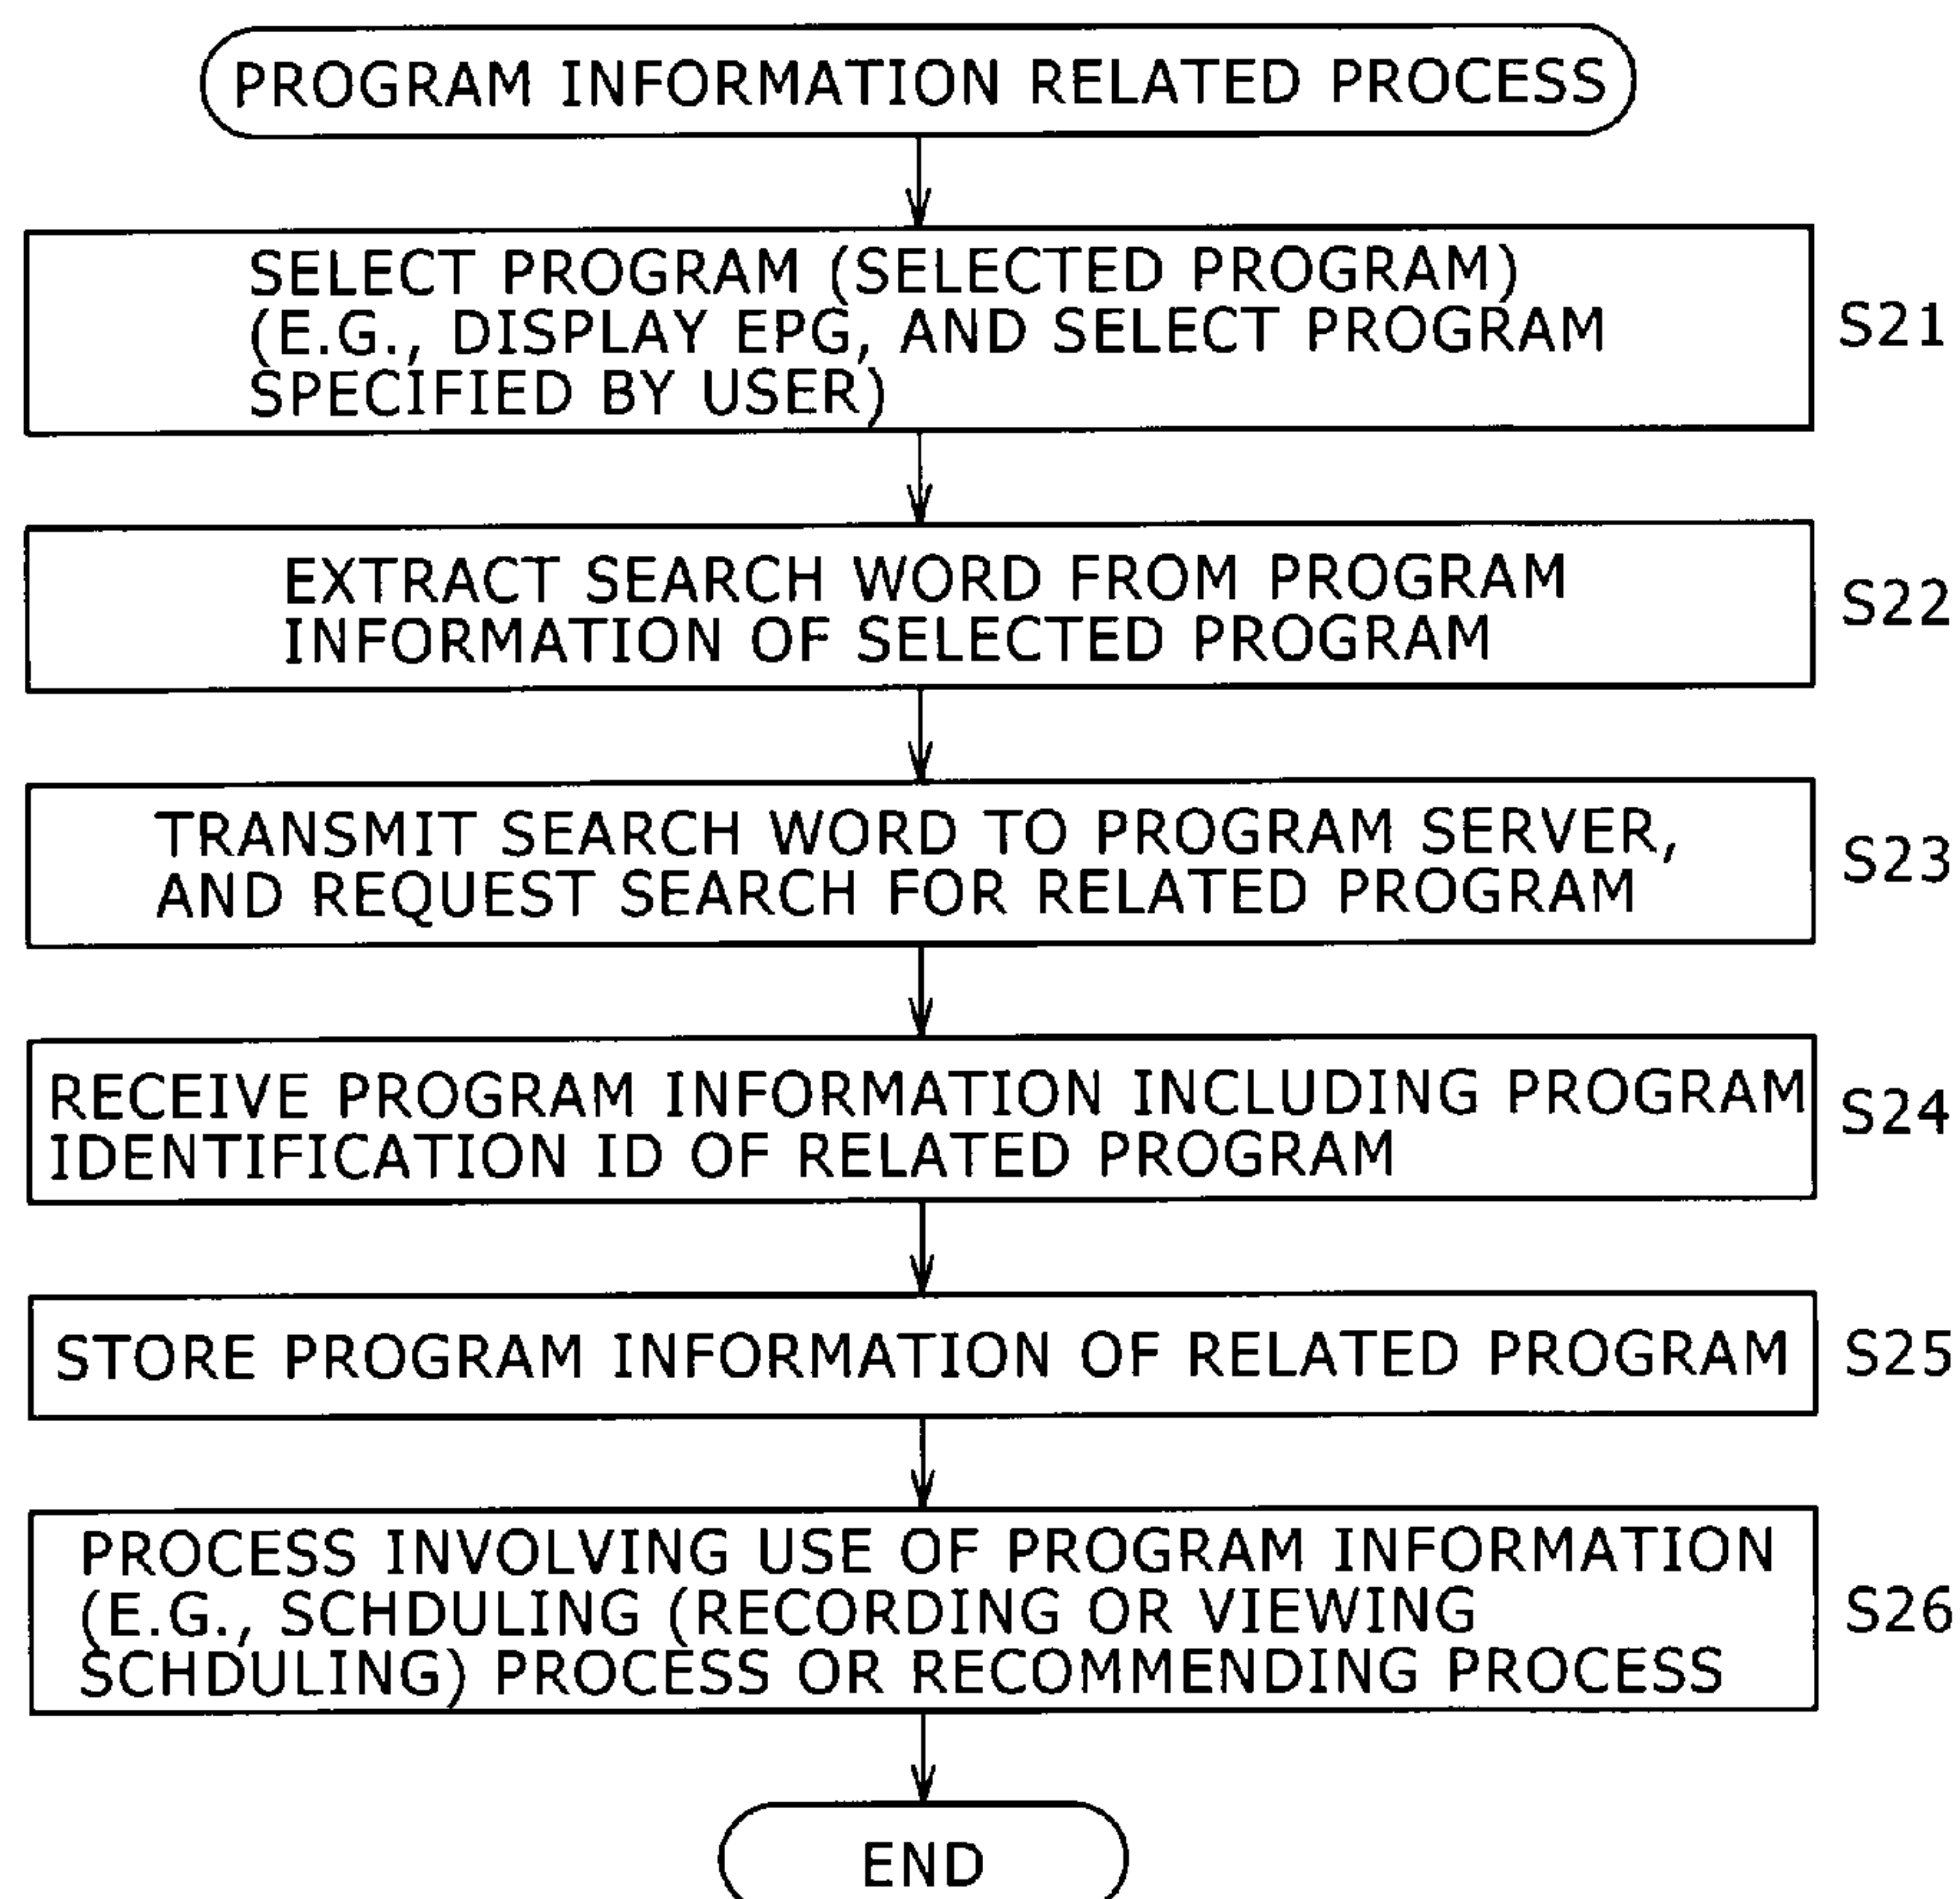 PROGRAM INFORMATION RELATED PROCESS
SELECT PROGRAM (SELECTED PROGRAM)
(E.G., DISPLAY EPG, AND SELECT PROGRAM
SPECIFIED BY USER)
S21
EXTRACT SEARCH WORD FROM PROGRAM
INFORMATION OF SELECTED PROGRAM
S22
TRANSMIT SEARCH WORD TO PROGRAM SERVER,
AND REQUEST SEARCH FOR RELATED PROGRAM
S23
RECEIVE PROGRAM INFORMATION INCLUDING PROGRAM
IDENTIFICATION ID OF RELATED PROGRAM
S24
STORE PROGRAM INFORMATION OF RELATED PROGRAM
S25
PROCESS INVOLVING USE OF PROGRAM INFORMATION
(E.G., SCHDULING (RECORDING OR VIEWING
SCHDULING) PROCESS OR RECOMMENDING PROCESS
S26
END